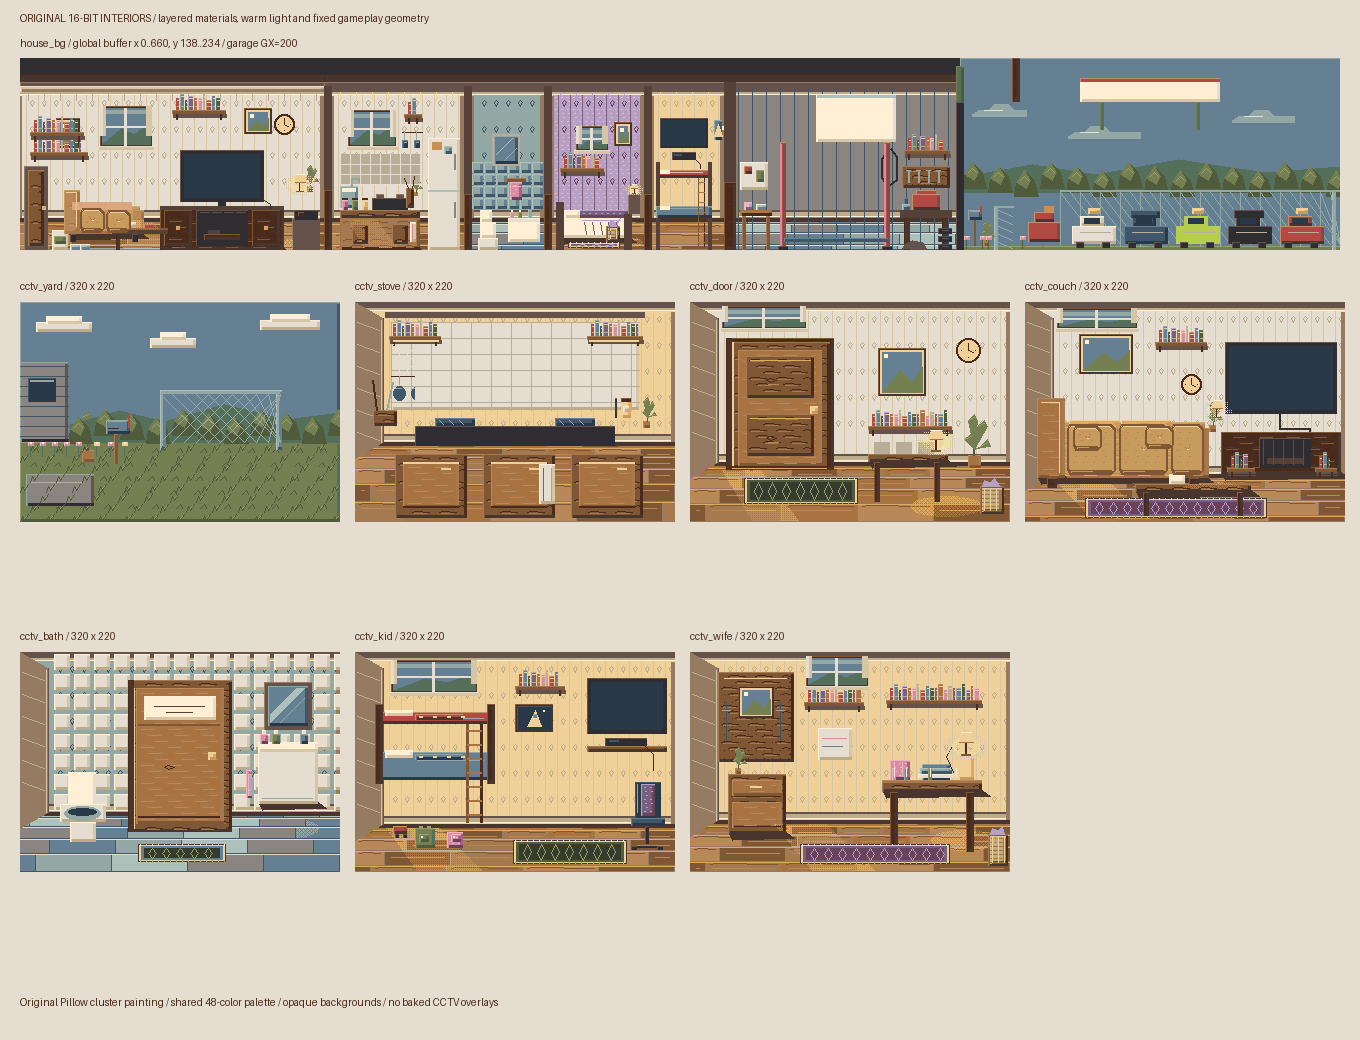 ORIGINAL 16-BIT INTERIORS / layered materials, warm light and fixed gameplay geometry
house_bg / global buffer x 0..660, y 138..234 / garage GX=200
cctv_yard / 320 x 220
cctv_stove / 320 x 220
cctv_door / 320 x 220
cctv_couch / 320 x 220
cctv_bath / 320 x 220
cctv_kid / 320 x 220
cctv_wife / 320 x 220
Original Pillow cluster painting / shared 48-color palette / opaque backgrounds / no baked CCTV overlays